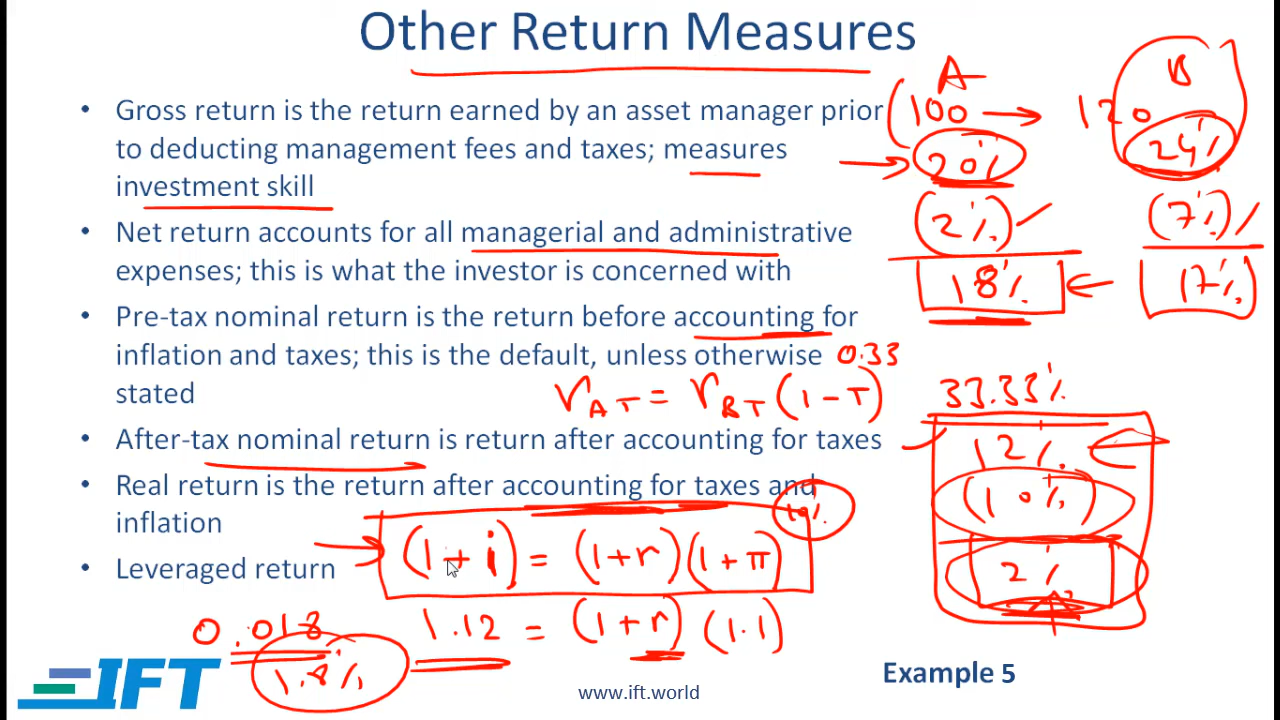 Other Return Measures
• Gross return is the return earned by an asset manager prior
to deducting management fees and taxes; measures
investment skill
• Net return accounts for all managerial and administrative
expenses; this is what the investor is concerned with
• Pre-tax nominal return is the return before accounting for
inflation and taxes; this is the default, unless otherwise
stated
• After-tax nominal return is return after accounting for taxes
• Real return is the return after accounting for taxes and
inflation
• Leveraged return
A
100 →
20%
(2%)
18%
B
120
24%
(7%)
17%
0.33
r AT = r BT (1 - T)
33.33%
12%
(10%)
2%
10%
(1 + i) = (1 + r)(1 + π)
1.12 = (1 + r)(1.1)
0.018
1.8%
IFT
www.ift.world
Example 5